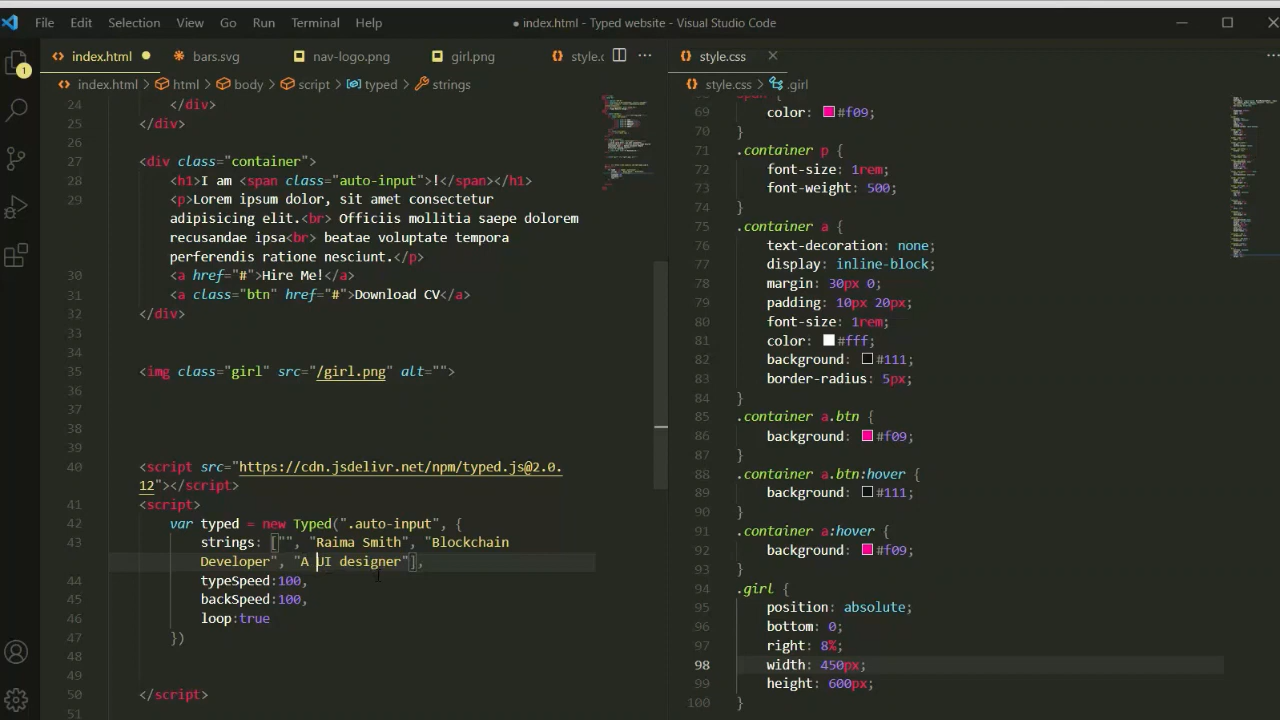 File Edit Selection View Go Run Terminal Help
● index.html - Typed website - Visual Studio Code
index.html bars.svg nav-logo.png girl.png style.c
index.html html body script typed strings
1
24 </div>
25 </div>
26
27 <div class="container">
28 <h1>I am <span class="auto-input">!</span></h1>
29 <p>Lorem ipsum dolor, sit amet consectetur
adipisicing elit.<br> Officiis mollitia saepe dolorem
recusandae ipsa<br> beatae voluptate tempora
perferendis ratione nesciunt.</p>
30 <a href="#">Hire Me!</a>
31 <a class="btn" href="#">Download CV</a>
32 </div>
33
34
35 <img class="girl" src="/girl.png" alt="">
36
37
38
39
40 <script src="https://cdn.jsdelivr.net/npm/typed.js@2.0.
12"></script>
41 <script>
42 var typed = new Typed(".auto-input", {
43 strings: ["", "Raima Smith", "Blockchain
Developer", "A UI designer"],
44 typeSpeed:100,
45 backSpeed:100,
46 loop:true
47 })
48
49
50 </script>
51
style.css
style.css .girl
span {
69 color: #f09;
70 }
71 .container p {
72 font-size: 1rem;
73 font-weight: 500;
74 }
75 .container a {
76 text-decoration: none;
77 display: inline-block;
78 margin: 30px 0;
79 padding: 10px 20px;
80 font-size: 1rem;
81 color: #fff;
82 background: #111;
83 border-radius: 5px;
84 }
85 .container a.btn {
86 background: #f09;
87 }
88 .container a.btn:hover {
89 background: #111;
90 }
91 .container a:hover {
92 background: #f09;
93 }
94 .girl {
95 position: absolute;
96 bottom: 0;
97 right: 8%;
98 width: 450px;
99 height: 600px;
100 }